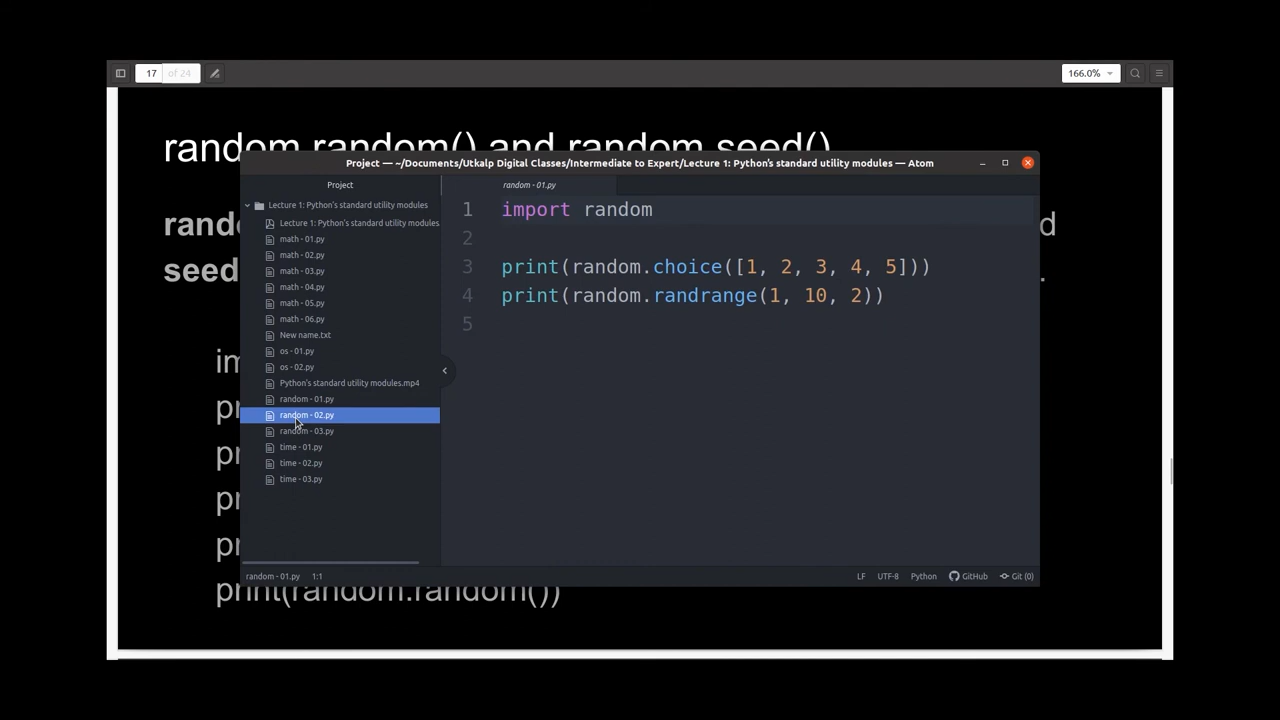 17 of 24
166.0%
random.random() and random.seed()
Project — ~/Documents/Utkalp Digital Classes/Intermediate to Expert/Lecture 1: Python's standard utility modules — Atom
Project
Lecture 1: Python's standard utility modules
Lecture 1: Python's standard utility modules.
math - 01.py
math - 02.py
math - 03.py
math - 04.py
math - 05.py
math - 06.py
New name.txt
os - 01.py
os - 02.py
Python's standard utility modules.mp4
random - 01.py
random - 02.py
random - 03.py
time - 01.py
time - 02.py
time - 03.py
random - 01.py
1 import random
2
3 print(random.choice([1, 2, 3, 4, 5]))
4 print(random.randrange(1, 10, 2))
5
random - 01.py 1:1
LF UTF-8 Python GitHub Git (0)
seed
print(random.random())